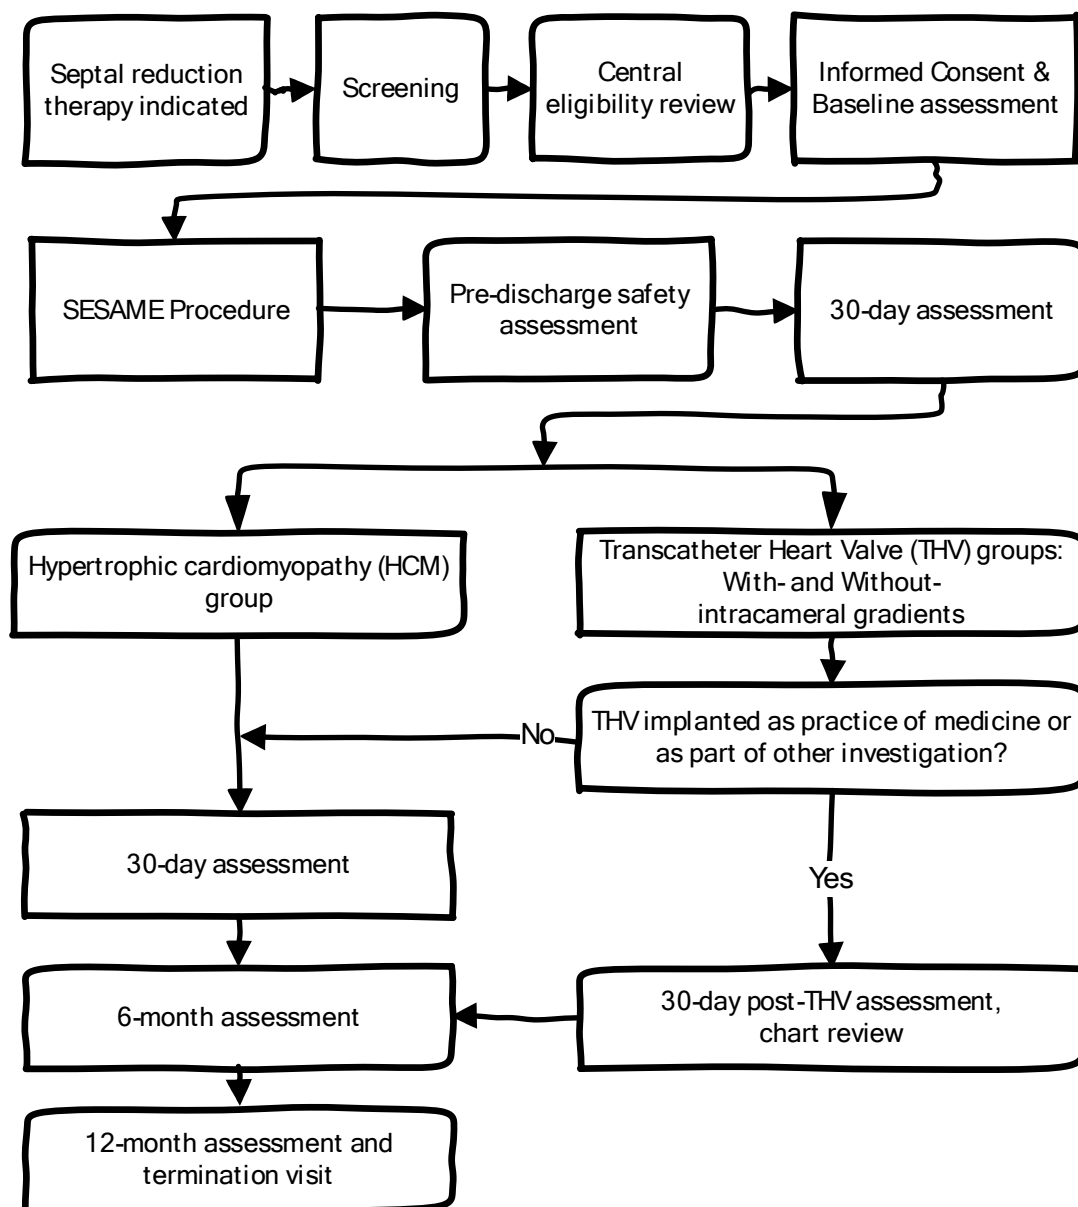 Septal reduction
therapy indicated
Screening
Central
eligibility review
Informed Consent &
Baseline assessment
SESAME Procedure
Pre-discharge safety
assessment
30-day assessment
Hypertrophic cardiomyopathy (HCM)
group
Transcatheter Heart Valve (THV) groups:
With- and Without-
intracameral gradients
No
THV implanted as practice of medicine or
as part of other investigation?
30-day assessment
Yes
6-month assessment
30-day post-THV assessment,
chart review
12-month assessment and
termination visit